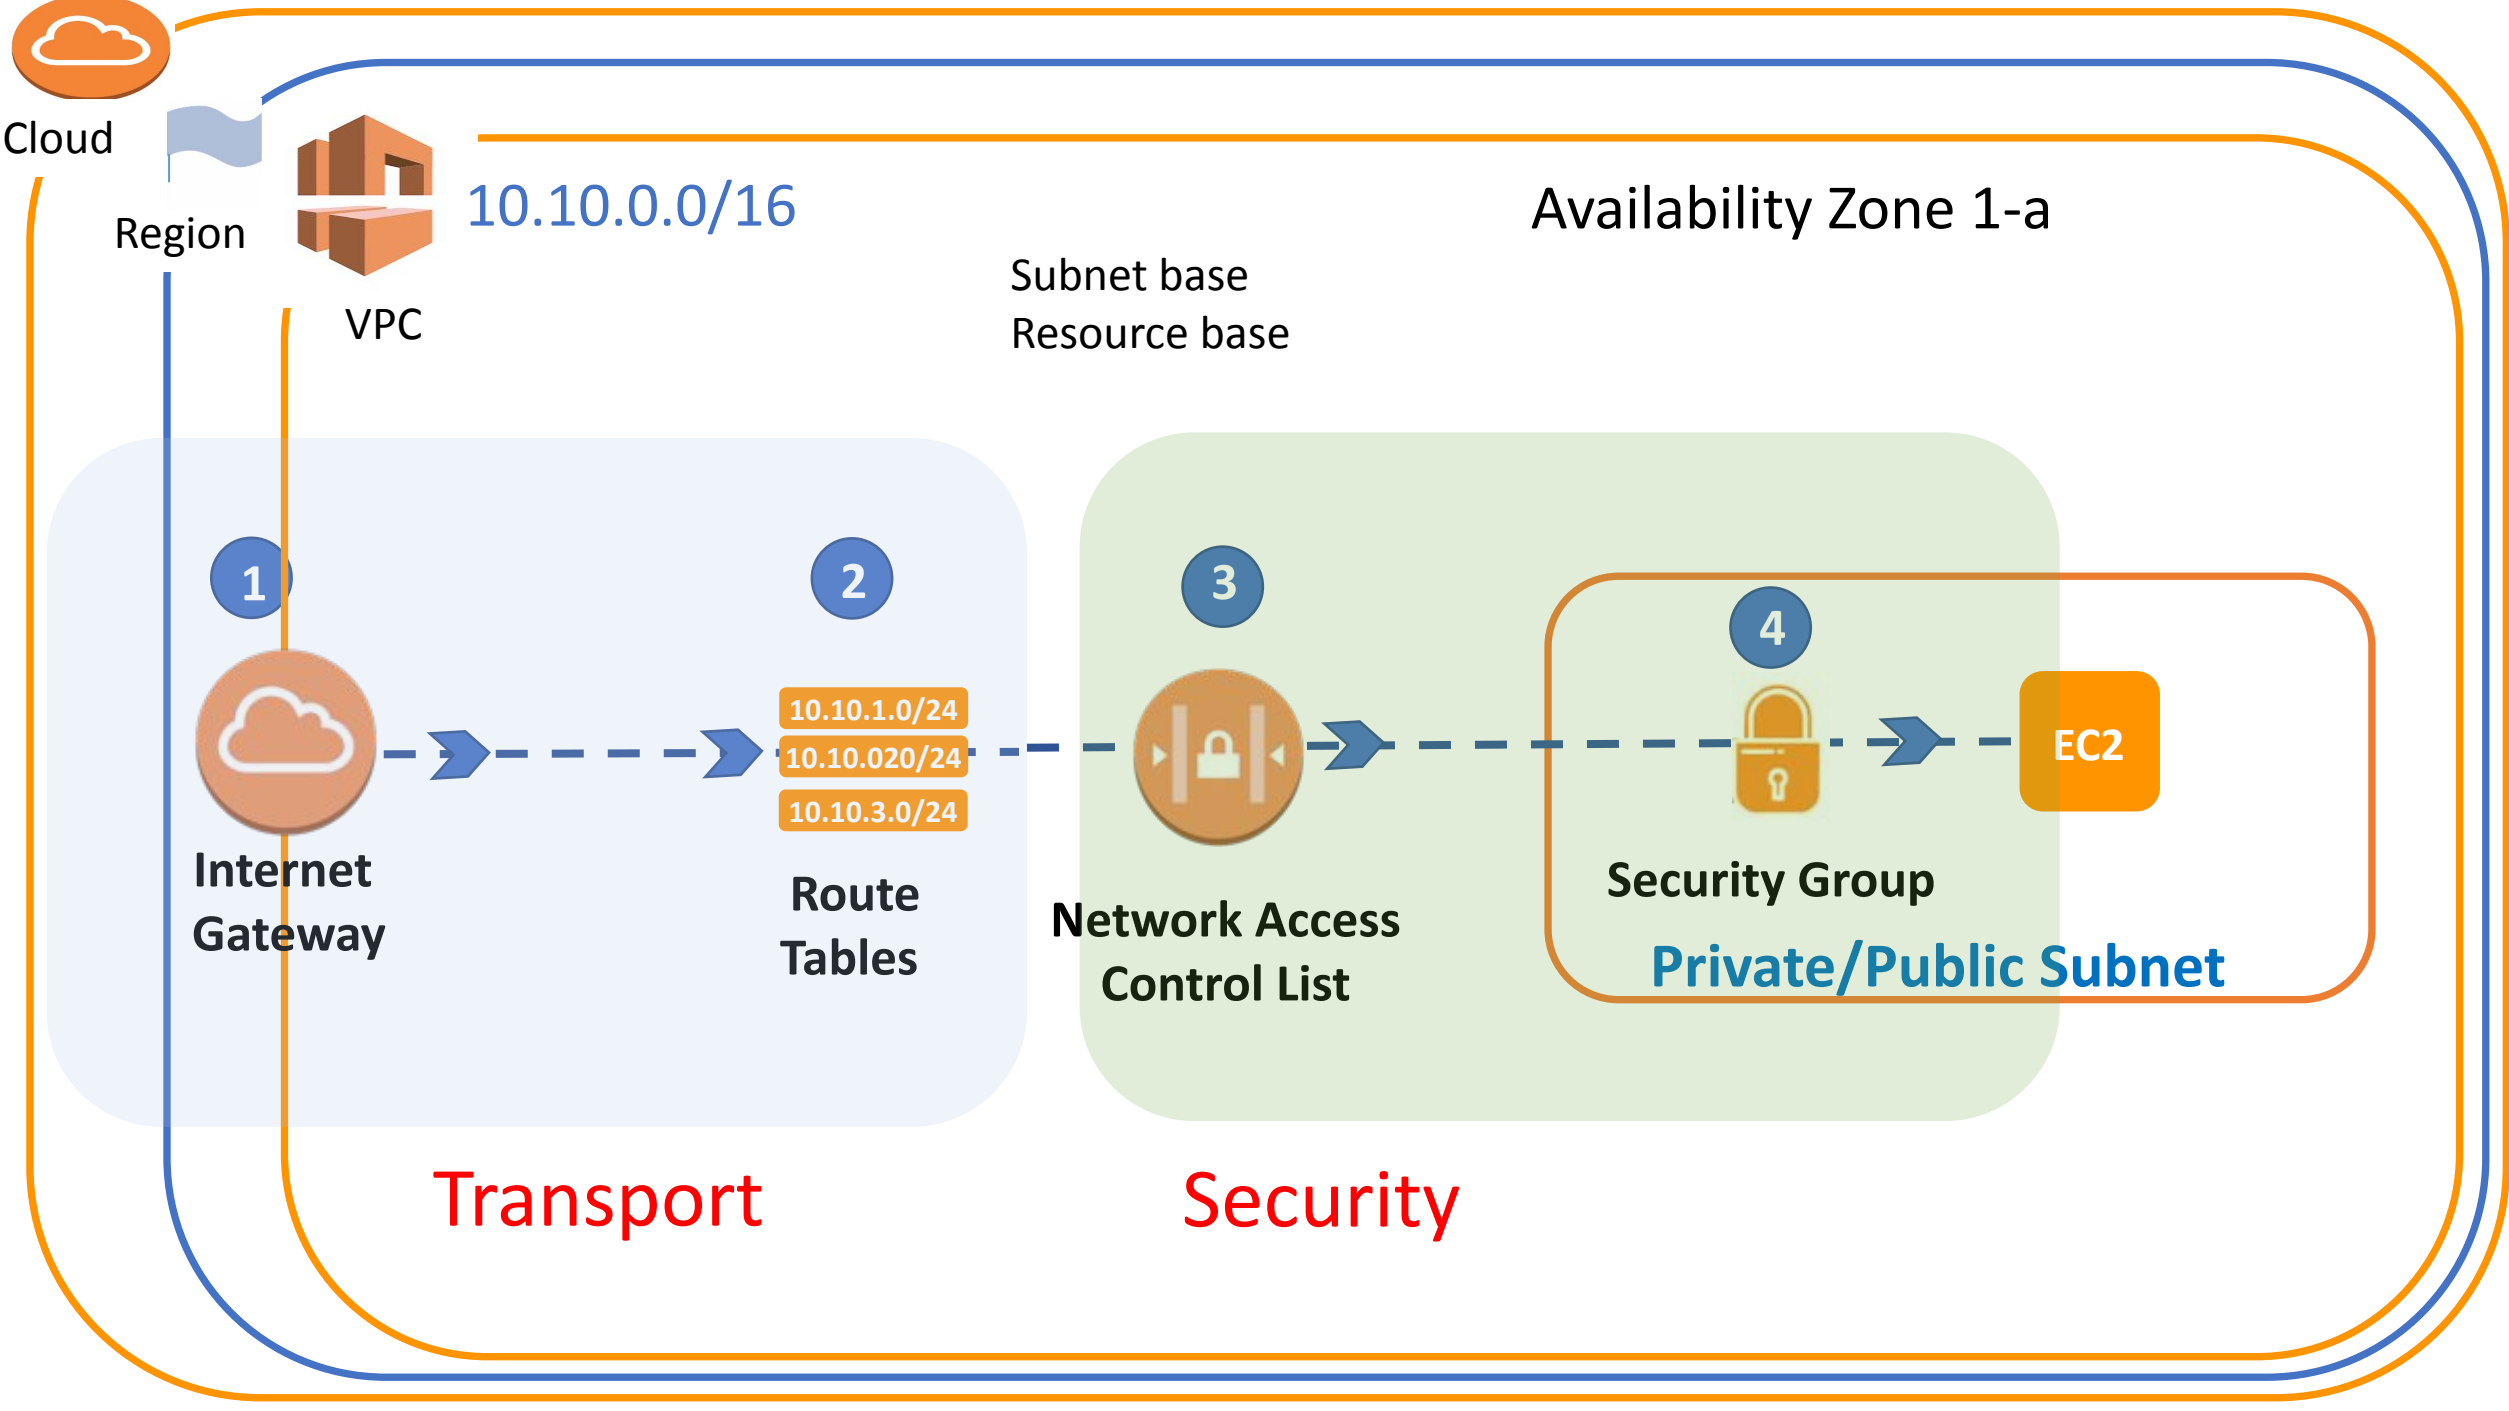 Cloud
Region
VPC
10.10.0.0/16
Availability Zone 1-a
Subnet base
Resource base
1
2
3
4
10.10.1.0/24
10.10.020/24
10.10.3.0/24
EC2
Internet
Gateway
Route
Tables
Network Access
Control List
Security Group
Private/Public Subnet
Transport
Security